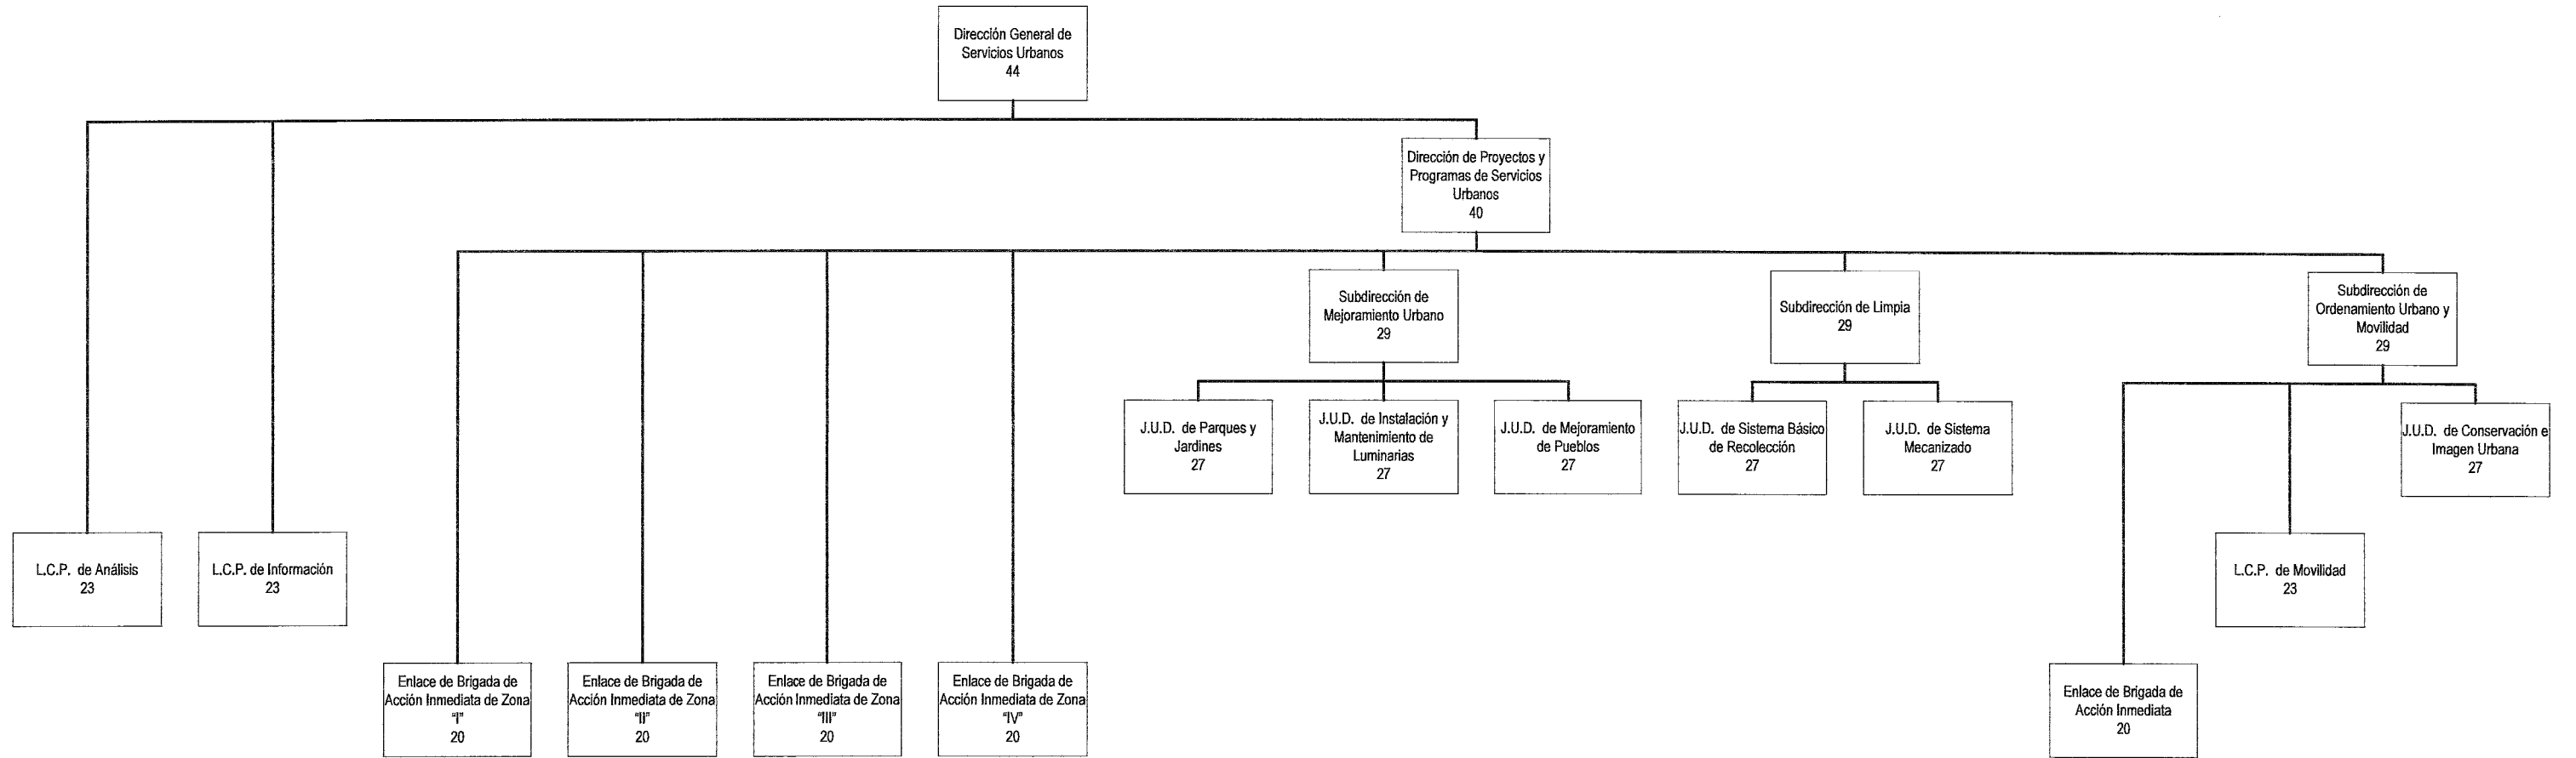 Dirección General de
Servicios Urbanos
44
Dirección de Proyectos y
Programas de Servicios
Urbanos
40
Subdirección de
Mejoramiento Urbano
29
Subdirección de Limpia
29
Subdirección de
Ordenamiento Urbano y
Movilidad
29
J.U.D. de Parques y
Jardines
27
J.U.D. de Instalación y
Mantenimiento de
Luminarias
27
J.U.D. de Mejoramiento
de Pueblos
27
J.U.D. de Sistema Básico
de Recolección
27
J.U.D. de Sistema
Mecanizado
27
J.U.D. de Conservación e
Imagen Urbana
27
L.C.P. de Análisis
23
L.C.P. de Información
23
L.C.P. de Movilidad
23
Enlace de Brigada de
Acción Inmediata de Zona
"I"
20
Enlace de Brigada de
Acción Inmediata de Zona
"II"
20
Enlace de Brigada de
Acción Inmediata de Zona
"III"
20
Enlace de Brigada de
Acción Inmediata de Zona
"IV"
20
Enlace de Brigada de
Acción Inmediata
20